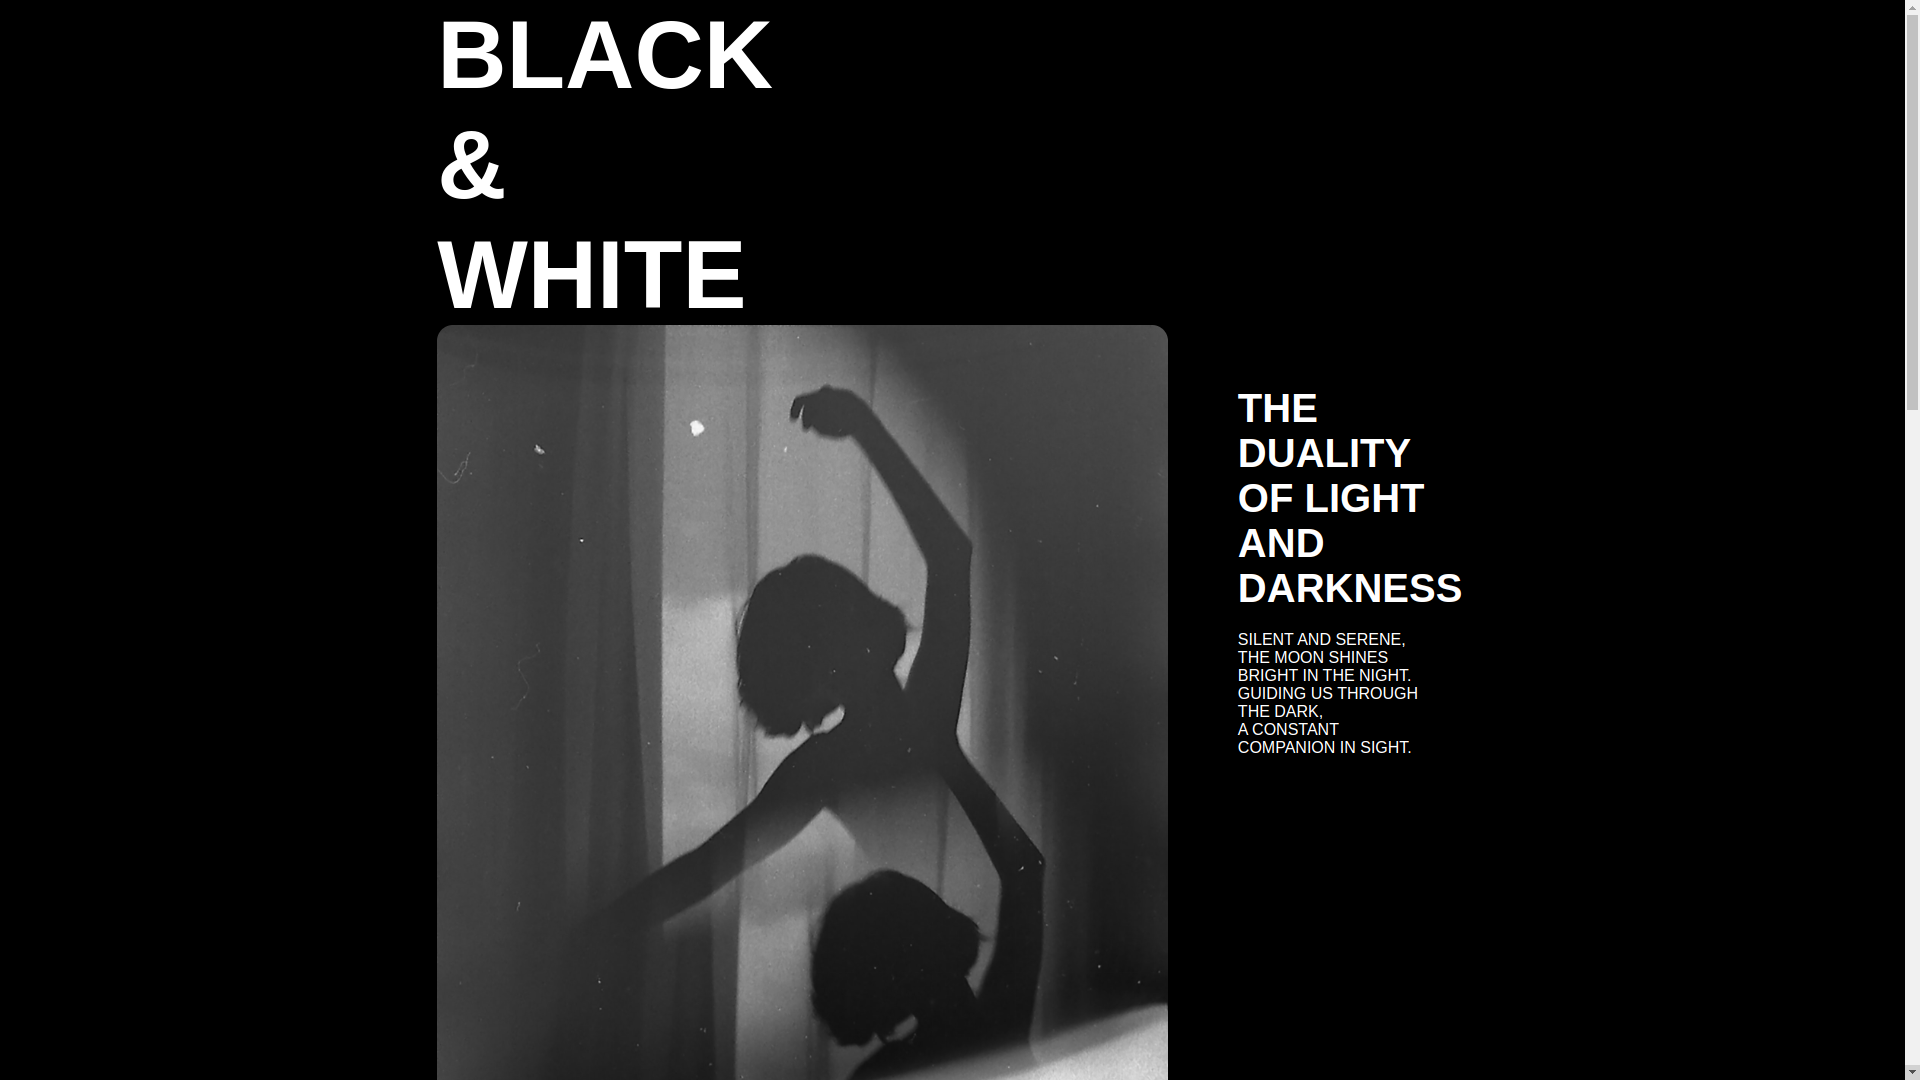 BLACK
&
WHITE
THE
DUALITY
OF LIGHT
AND
DARKNESS
SILENT AND SERENE,
THE MOON SHINES
BRIGHT IN THE NIGHT.
GUIDING US THROUGH
THE DARK,
A CONSTANT
COMPANION IN SIGHT.